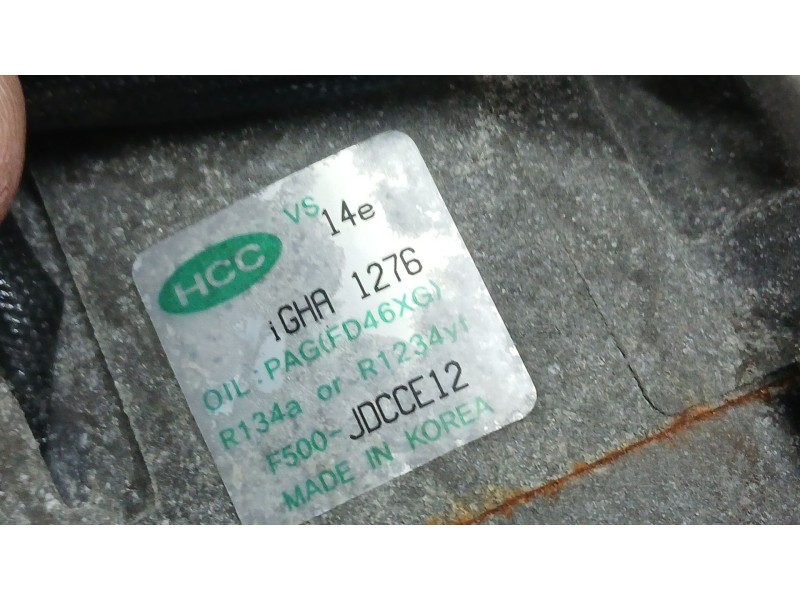 HCC VS 14e
iGHA 1276
OIL : PAG(FD46XG)
R134a or R1234yf
F500-JDCCE12
MADE IN KOREA